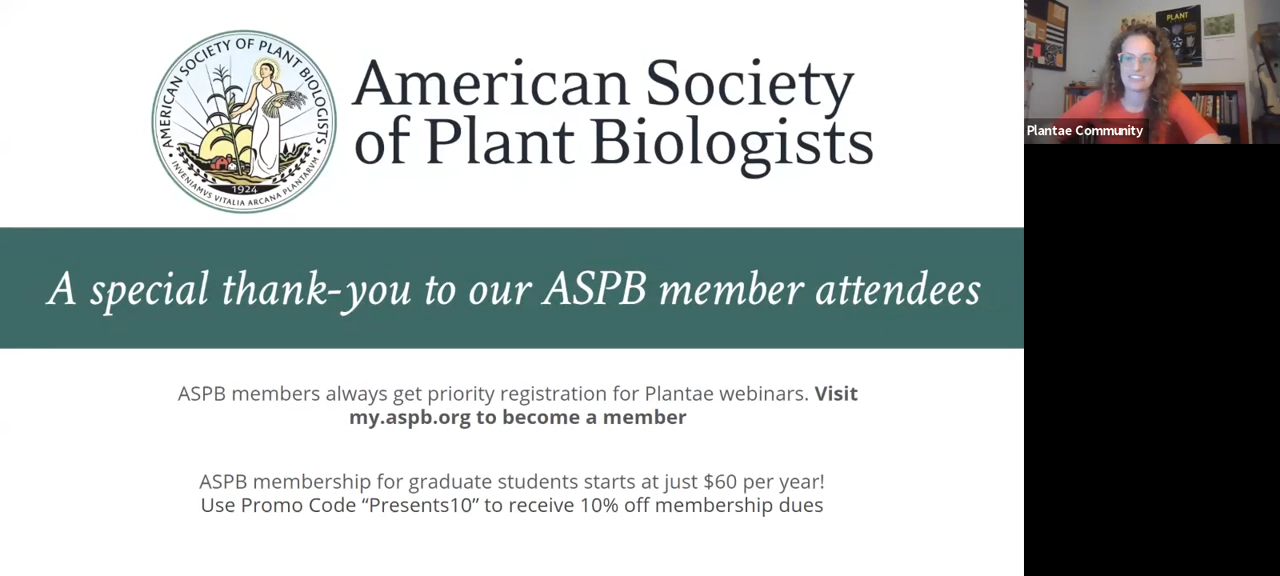 AMERICAN SOCIETY OF PLANT BIOLOGISTS
• INVENIAMVS VITALIA ARCANA PLANTARVM •
1924
American Society
of Plant Biologists
A special thank-you to our ASPB member attendees
ASPB members always get priority registration for Plantae webinars. Visit
my.aspb.org to become a member
ASPB membership for graduate students starts at just $60 per year!
Use Promo Code “Presents10” to receive 10% off membership dues
PLANT
Plantae Community